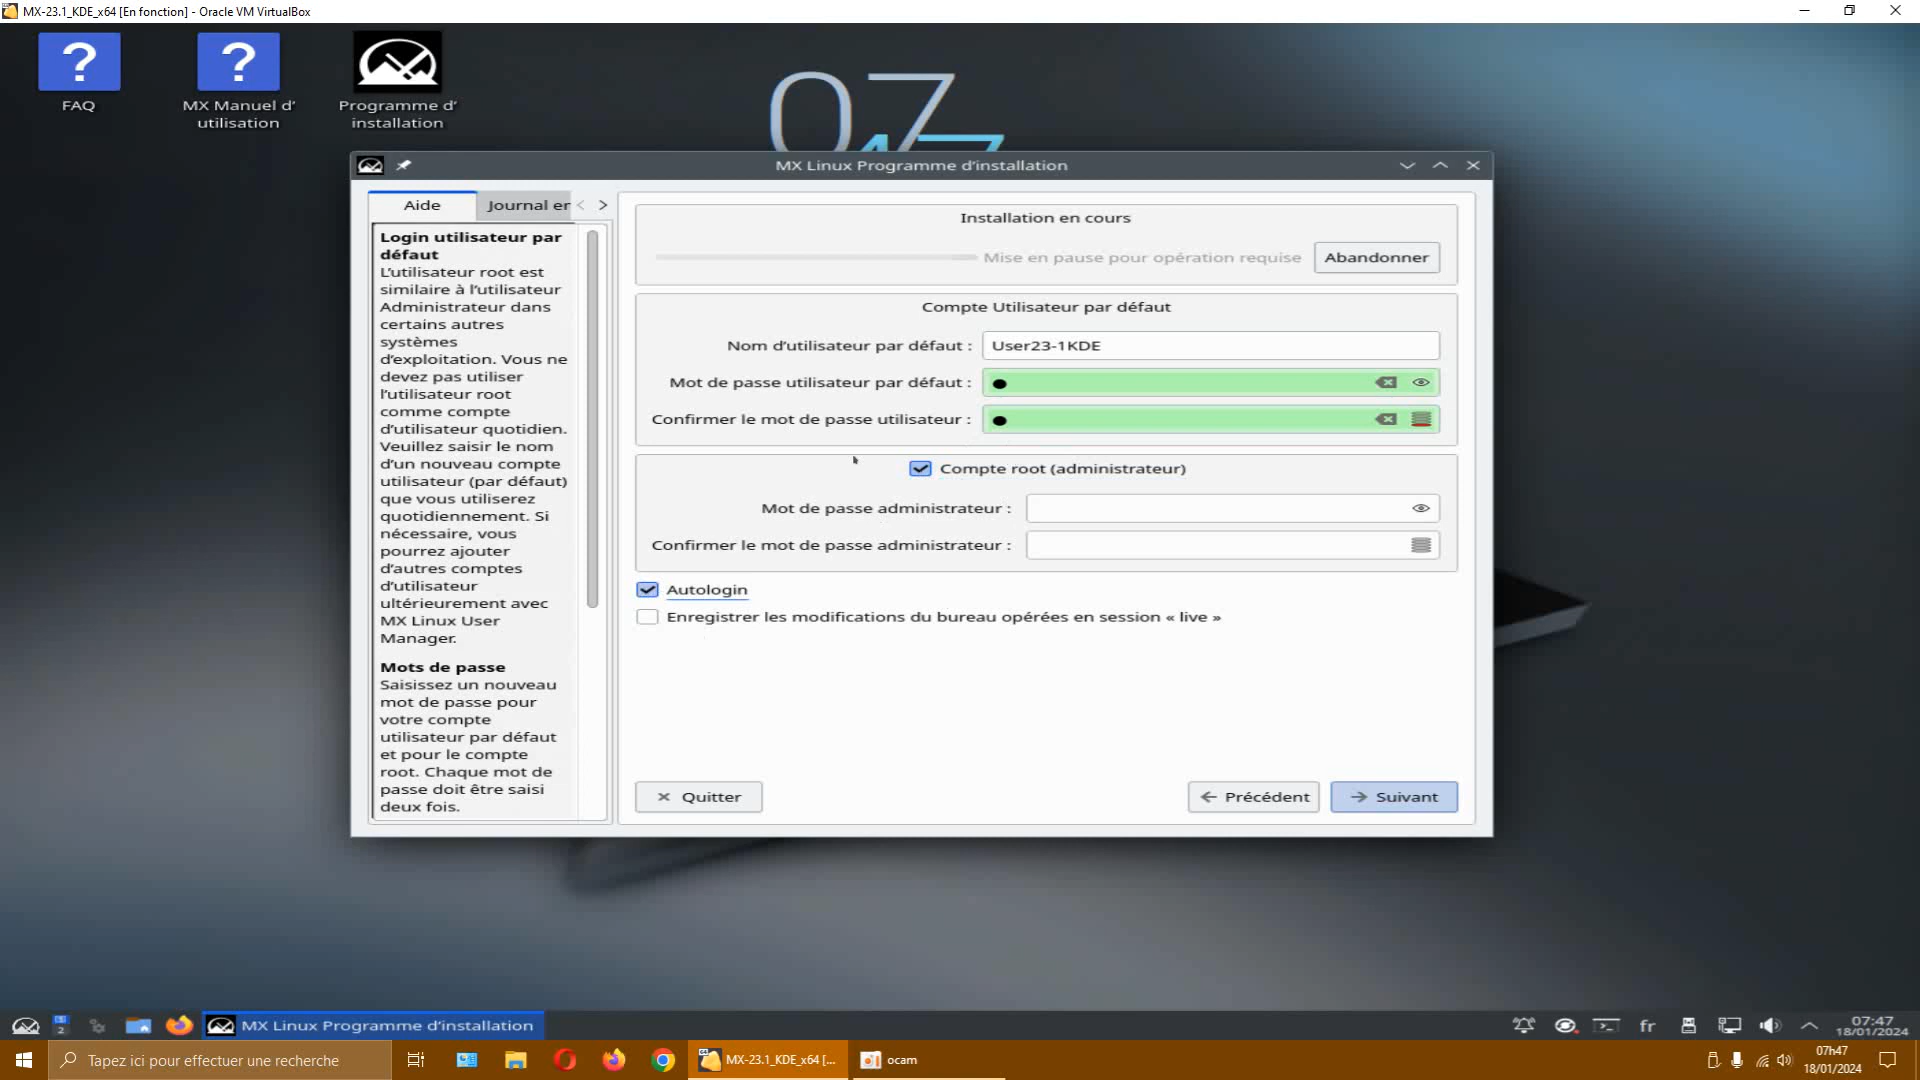 MX-23.1_KDE_x64 [En fonction] - Oracle VM VirtualBox
FAQ
MX Manuel d’
utilisation
Programme d’
installation
MX Linux Programme d’installation
Aide
Journal er
Login utilisateur par
défaut
L’utilisateur root est
similaire à l’utilisateur
Administrateur dans
certains autres
systèmes
d’exploitation. Vous ne
devez pas utiliser
l’utilisateur root
comme compte
d’utilisateur quotidien.
Veuillez saisir le nom
d’un nouveau compte
utilisateur (par défaut)
que vous utiliserez
quotidiennement. Si
nécessaire, vous
pourrez ajouter
d’autres comptes
d’utilisateur
ultérieurement avec
MX Linux User
Manager.
Mots de passe
Saisissez un nouveau
mot de passe pour
votre compte
utilisateur par défaut
et pour le compte
root. Chaque mot de
passe doit être saisi
deux fois.
Installation en cours
Mise en pause pour opération requise
Abandonner
Compte Utilisateur par défaut
Nom d’utilisateur par défaut :
User23-1KDE
Mot de passe utilisateur par défaut :
Confirmer le mot de passe utilisateur :
Compte root (administrateur)
Mot de passe administrateur :
Confirmer le mot de passe administrateur :
Autologin
Enregistrer les modifications du bureau opérées en session « live »
Quitter
Précédent
Suivant
2
MX Linux Programme d’installation
fr
07:47
18/01/2024
Tapez ici pour effectuer une recherche
MX-23.1_KDE_x64 [...
ocam
07h47
18/01/2024